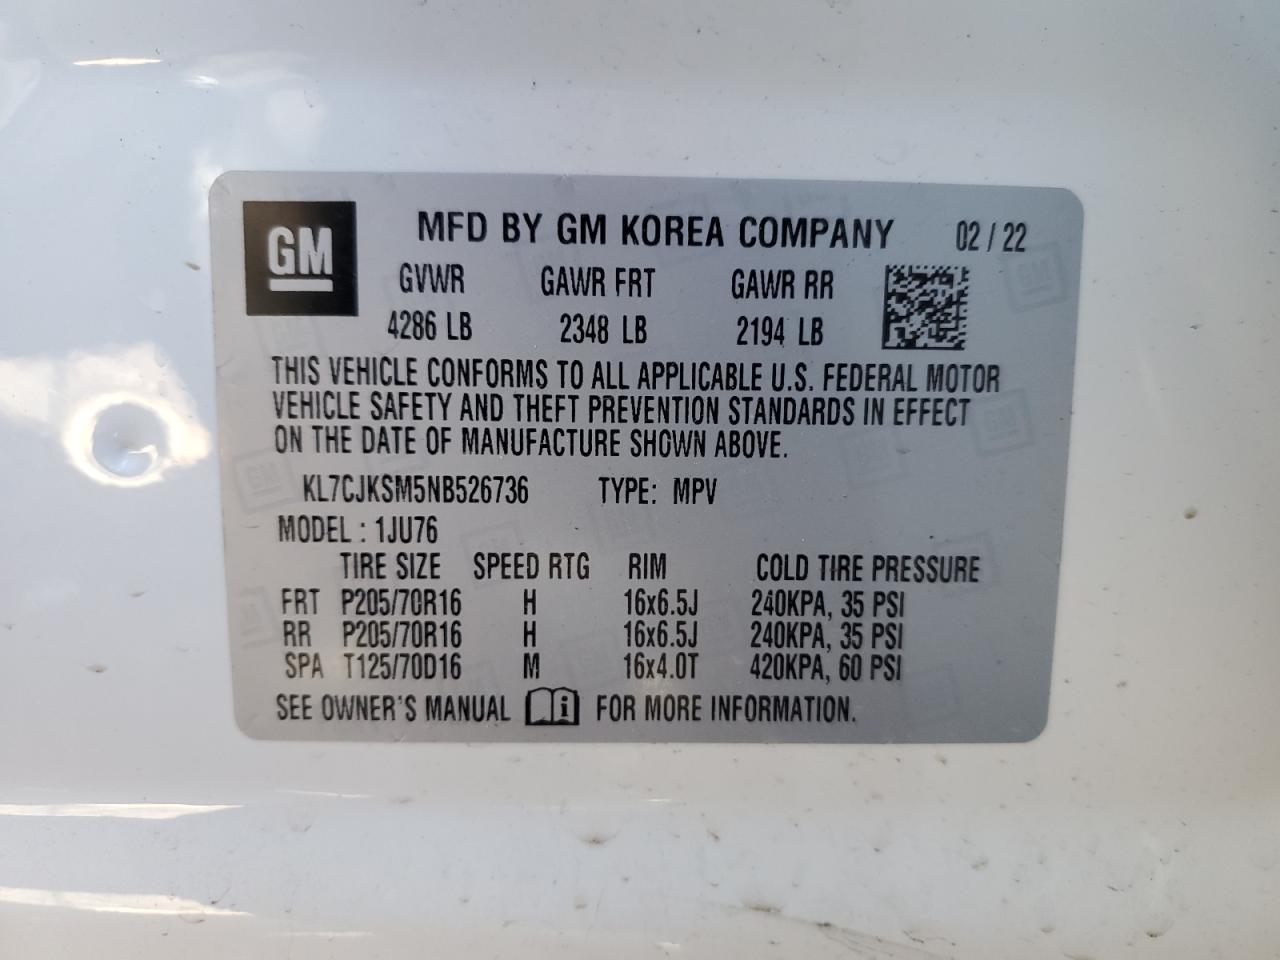 GM
MFD BY GM KOREA COMPANY 02 / 22
GVWR GAWR FRT GAWR RR
4286 LB 2348 LB 2194 LB
THIS VEHICLE CONFORMS TO ALL APPLICABLE U.S. FEDERAL MOTOR
VEHICLE SAFETY AND THEFT PREVENTION STANDARDS IN EFFECT
ON THE DATE OF MANUFACTURE SHOWN ABOVE.
KL7CJKSM5NB526736 TYPE: MPV
MODEL : 1JU76
TIRE SIZE SPEED RTG RIM COLD TIRE PRESSURE
FRT P205/70R16 H 16x6.5J 240KPA, 35 PSI
RR P205/70R16 H 16x6.5J 240KPA, 35 PSI
SPA T125/70D16 M 16x4.0T 420KPA, 60 PSI
SEE OWNER'S MANUAL i FOR MORE INFORMATION.